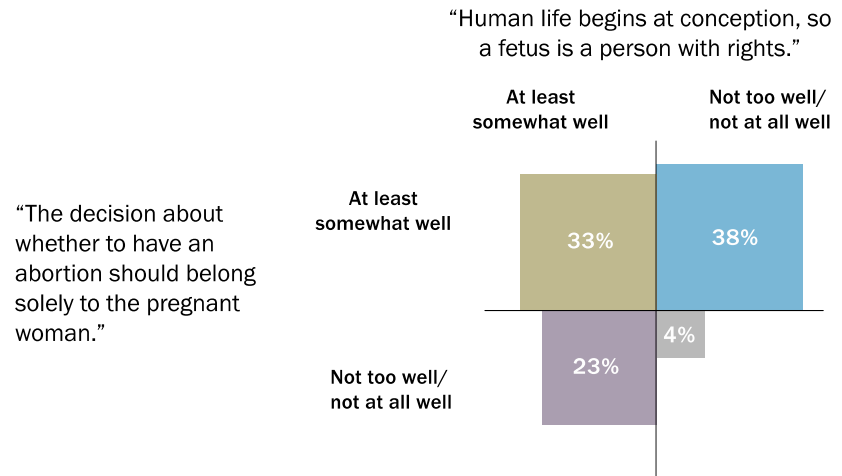 “Human life begins at conception, so
a fetus is a person with rights.”
At least
somewhat well
Not too well/
not at all well
“The decision about
whether to have an
abortion should belong
solely to the pregnant
woman.”
At least
somewhat well
33%
38%
Not too well/
not at all well
23%
4%